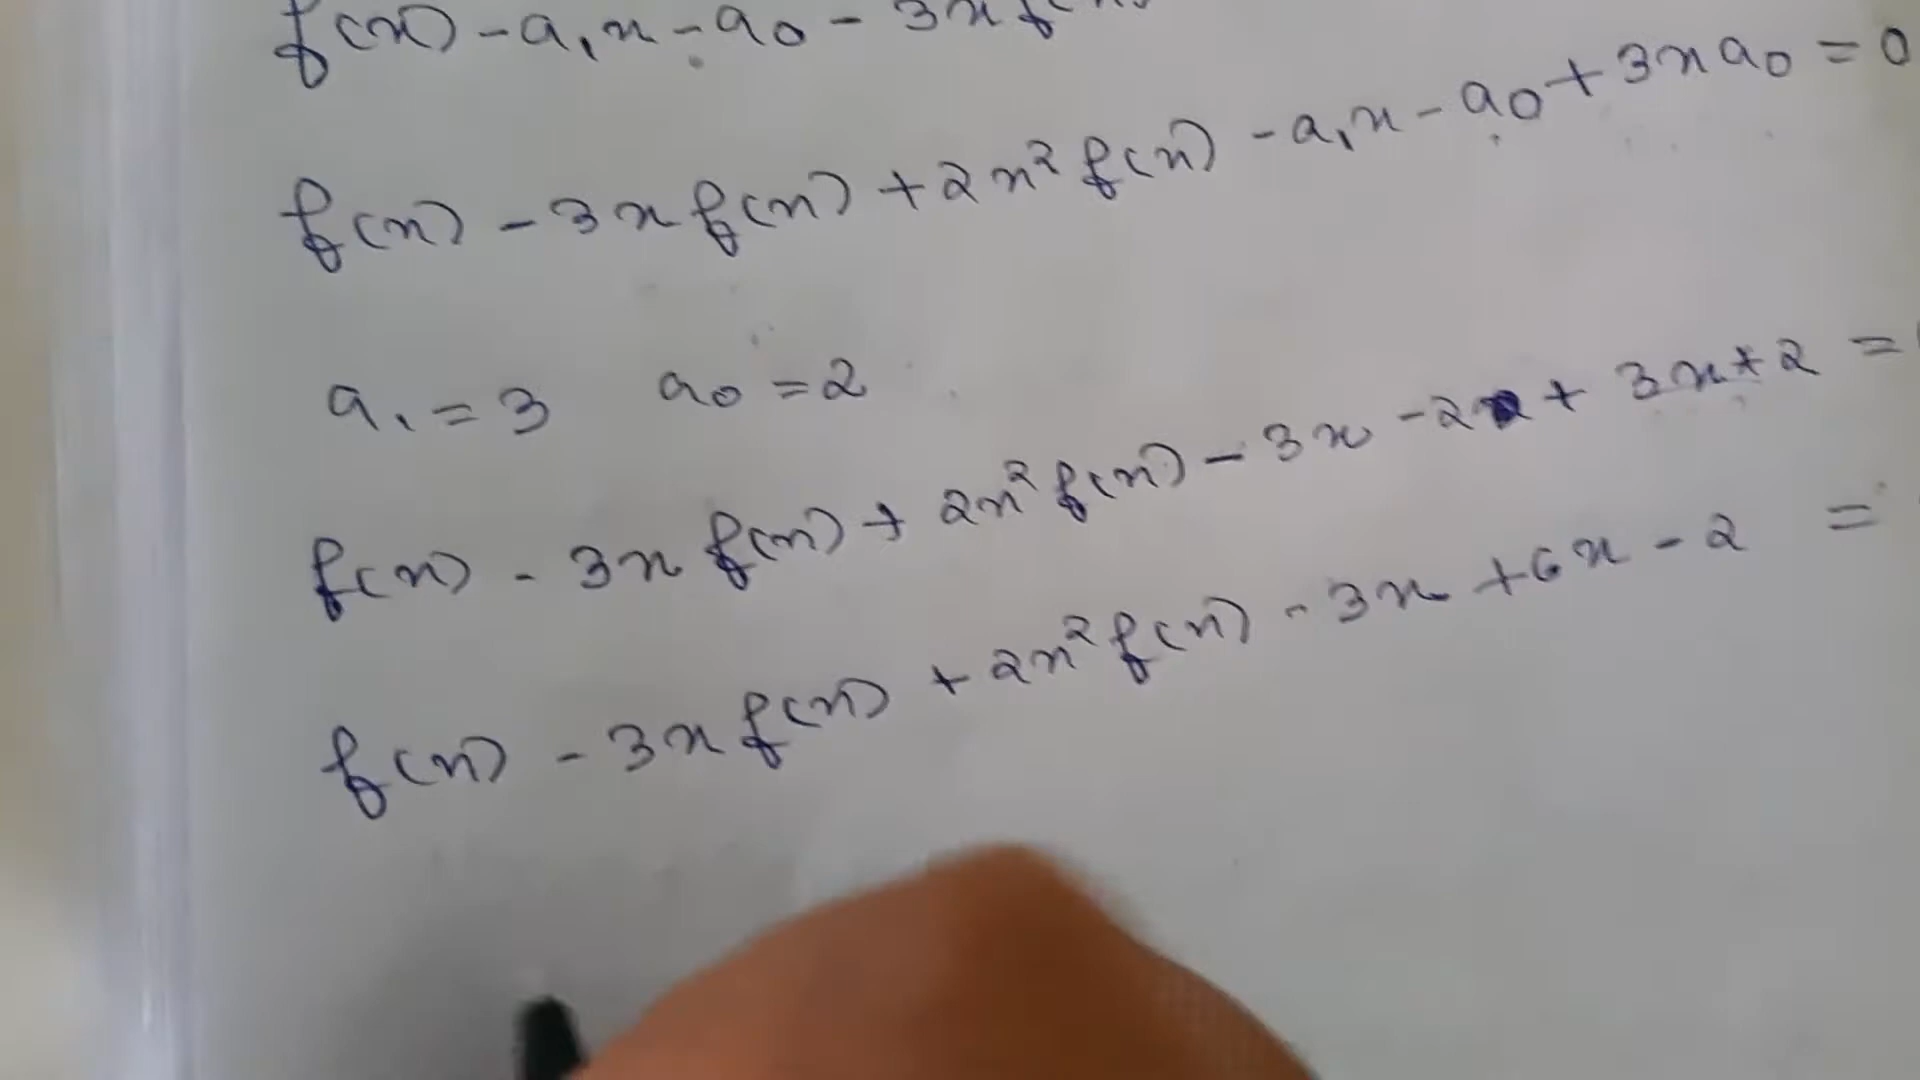 f(x) - a₁x - a₀ - 3x f(x)
f(x) - 3x f(x) + 2x² f(x) - a₁x - a₀ + 3x a₀ = 0
a₁ = 3 a₀ = 2
f(x) - 3x f(x) + 2x² f(x) - 3x - 2 + 3x * 2 =
f(x) - 3x f(x) + 2x² f(x) - 3x + 6x - 2 =